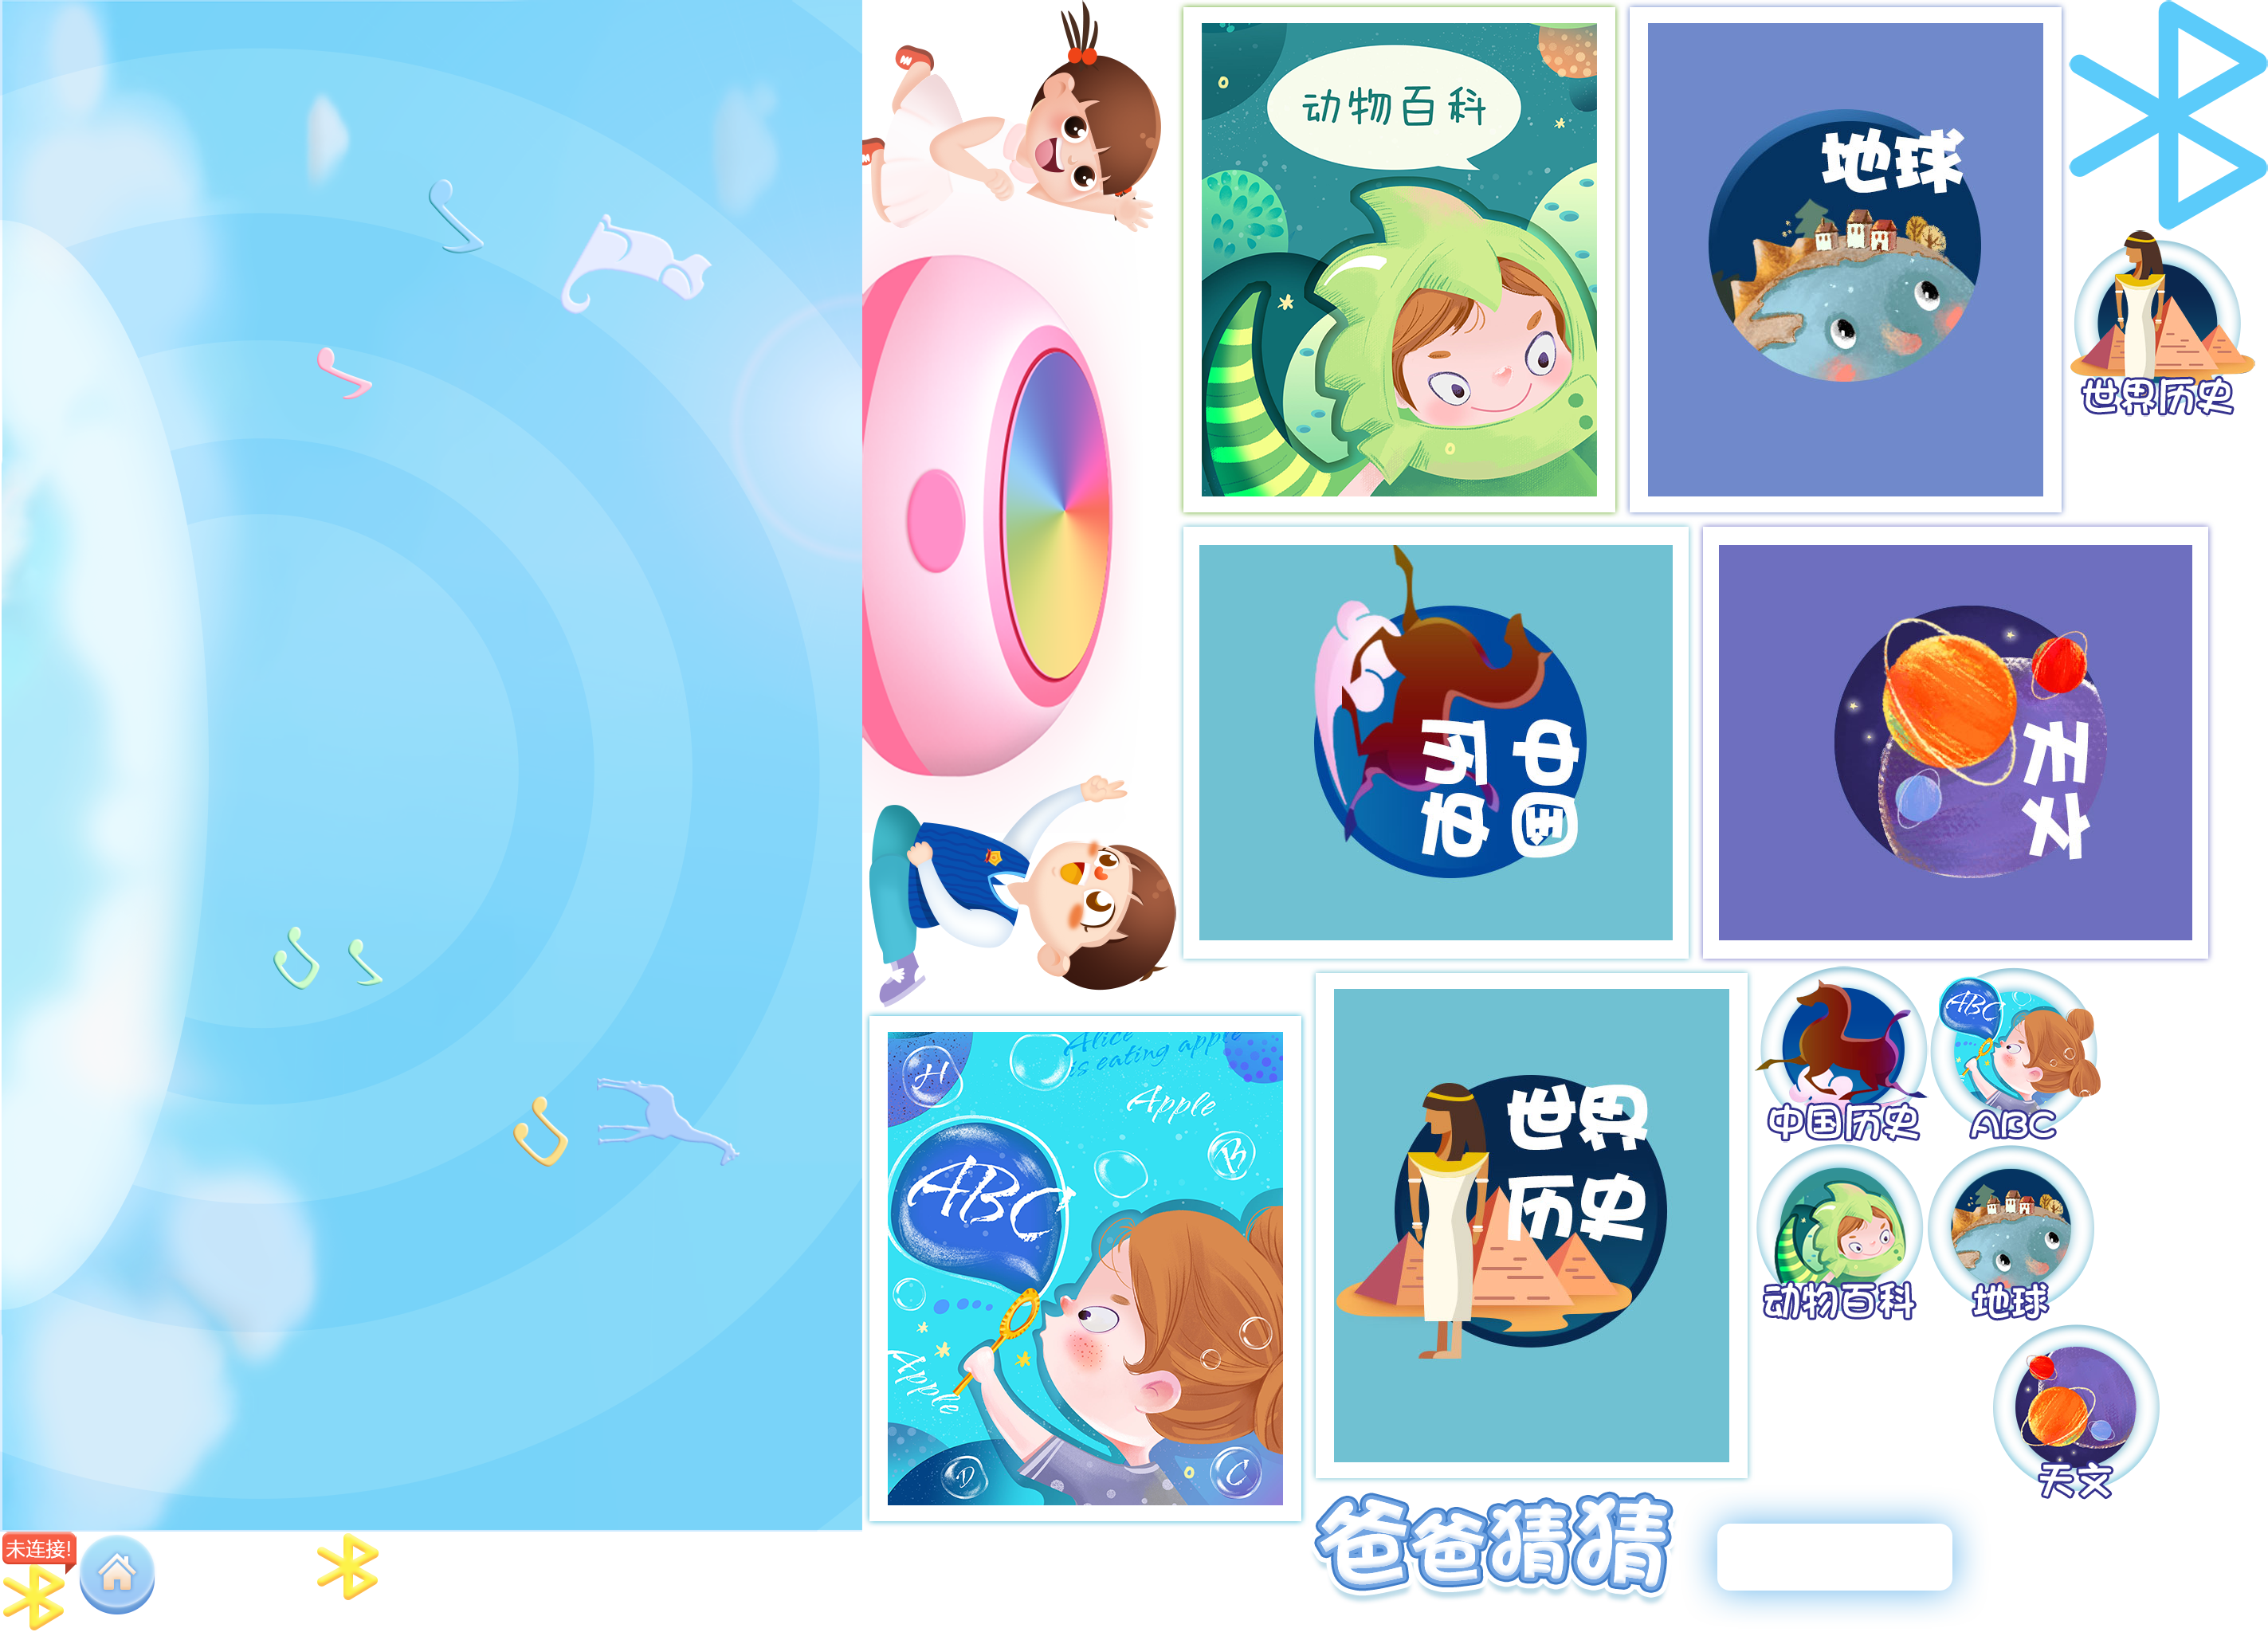 动物百科
地球
世界历史
中国
历史
天文
Alice
is eating apple
H
Apple
B
ABC
Apple
D
C
世界
历史
ABC
中国历史
ABC
动物百科
地球
天文
未连接!
爸爸猜猜